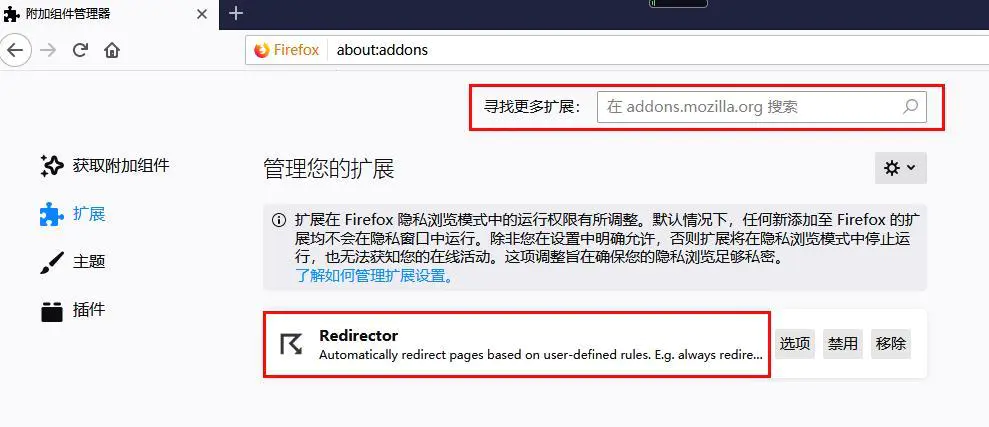 附加组件管理器
Firefox about:addons
寻找更多扩展: 在 addons.mozilla.org 搜索
获取附加组件
扩展
主题
插件
管理您的扩展
扩展在 Firefox 隐私浏览模式中的运行权限有所调整。默认情况下，任何新添加至 Firefox 的扩
展均不会在隐私窗口中运行。除非您在设置中明确允许，否则扩展将在隐私浏览模式中停止运
行，也无法获知您的在线活动。这项调整旨在确保您的隐私浏览足够私密。
了解如何管理扩展设置。
Redirector
Automatically redirect pages based on user-defined rules. E.g. always redire...
选项 禁用 移除